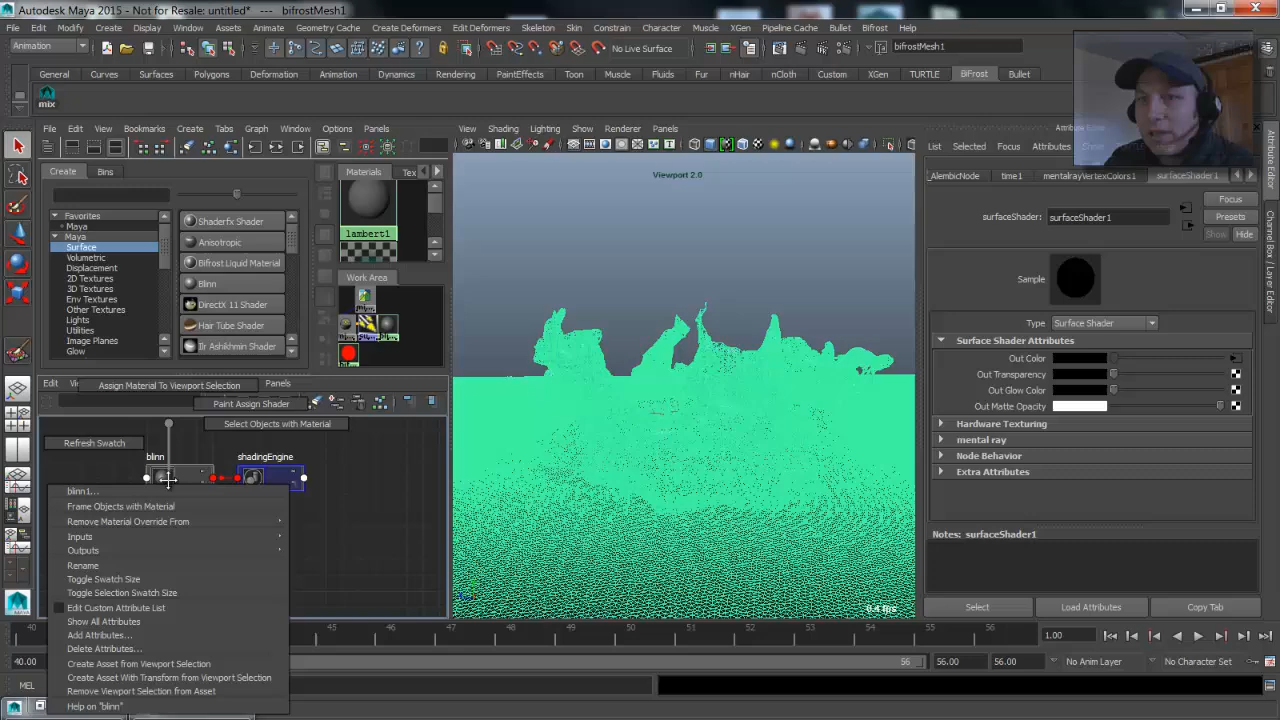 Autodesk Maya 2015 - Not for Resale: untitled*   ---   bifrostMesh1
File Edit Modify Create Display Window Assets Animate Geometry Cache Create Deformers Edit Deformers Skeleton Skin Constrain Character Muscle XGen Pipeline Cache Bullet Bifrost Help
Animation
No Live Surface
bifrostMesh1
General Curves Surfaces Polygons Deformation Animation Dynamics Rendering PaintEffects Toon Muscle Fluids Fur nHair nCloth Custom XGen TURTLE BiFrost Bullet
mix
File Edit View Bookmarks Create Tabs Graph Window Options Panels
View Shading Lighting Show Renderer Panels
List Selected Focus Attributes Show
Create Bins
Materials Tex
Viewport 2.0
_AlembicNode time1 mentalrayVertexColors1 surfaceShader1
Focus
Presets
Show Hide
surfaceShader: surfaceShader1
Favorites
Maya
Maya
Surface
Volumetric
Displacement
2D Textures
3D Textures
Env Textures
Other Textures
Lights
Utilities
Image Planes
Glow
Shaderfx Shader
Anisotropic
Bifrost Liquid Material
Blinn
DirectX 11 Shader
Hair Tube Shader
Ir Ashikhmin Shader
lambert1
Work Area
Sample
Type Surface Shader
Surface Shader Attributes
Out Color
Out Transparency
Out Glow Color
Out Matte Opacity
Hardware Texturing
mental ray
Node Behavior
Extra Attributes
Notes: surfaceShader1
Select Load Attributes Copy Tab
Edit
Assign Material To Viewport Selection
Panels
Paint Assign Shader
Select Objects with Material
Refresh Swatch
blinn
shadingEngine
blinn1...
Frame Objects with Material
Remove Material Override From
Inputs
Outputs
Rename
Toggle Swatch Size
Toggle Selection Swatch Size
Edit Custom Attribute List
Show All Attributes
Add Attributes...
Delete Attributes...
Create Asset from Viewport Selection
Create Asset With Transform from Viewport Selection
Remove Viewport Selection from Asset
Help on "blinn"
0.4 fps
40 45 46 47 48 49 50 51 52 53 54 55 56
1.00
40.00
56
56.00
56.00
No Anim Layer
No Character Set
MEL
Attribute Editor
Channel Box / Layer Editor